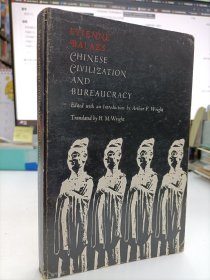 ETIENNE
BALAZS
CHINESE
CIVILIZATION
AND
BUREAUCRACY
Edited with an Introduction by Arthur F. Wright
Translated by H. M. Wright